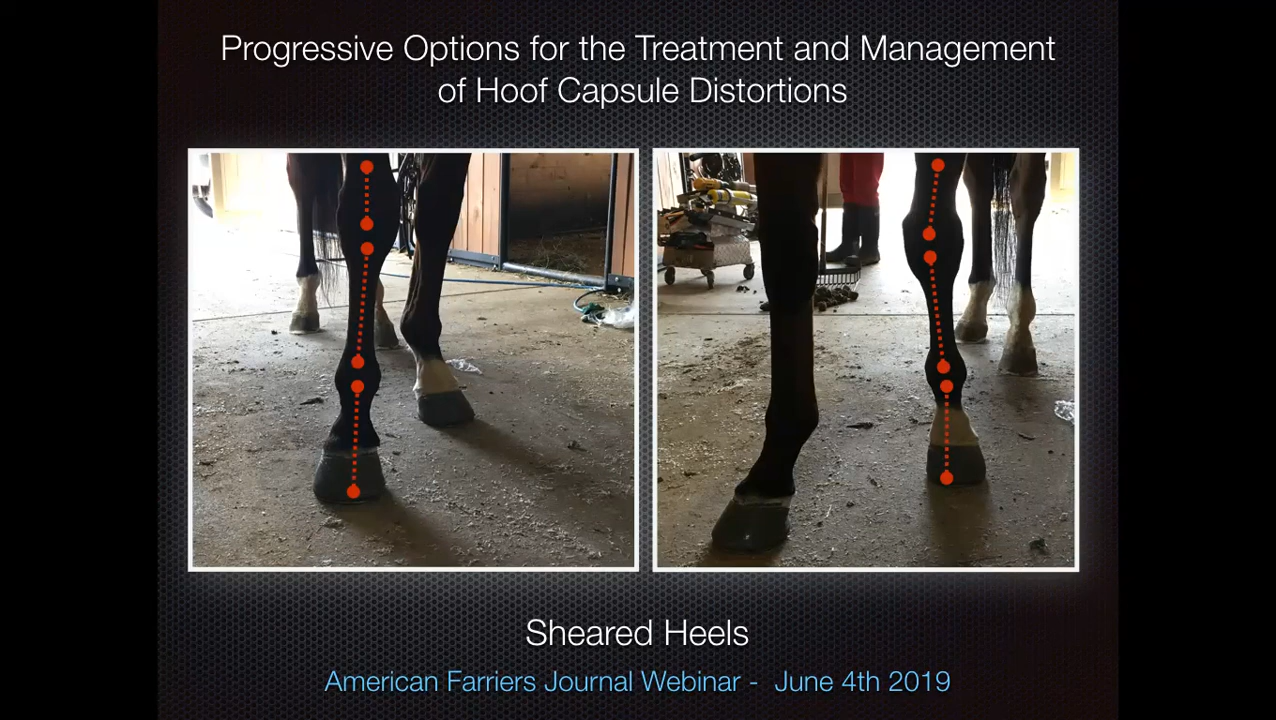 Progressive Options for the Treatment and Management
of Hoof Capsule Distortions
Sheared Heels
American Farriers Journal Webinar - June 4th 2019